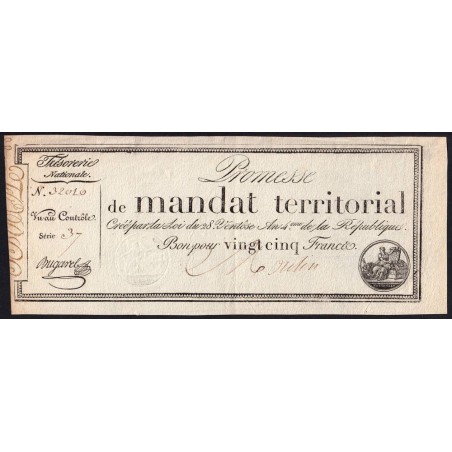 Trésorerie
Nationale.
N. 32010
Vu au Contrôle
Série 37
Bugarel
Promesse
de mandat territorial
Créé par la Loi du 28 Ventôse An 4.me de la République.
Bon pour vingt cinq Francs